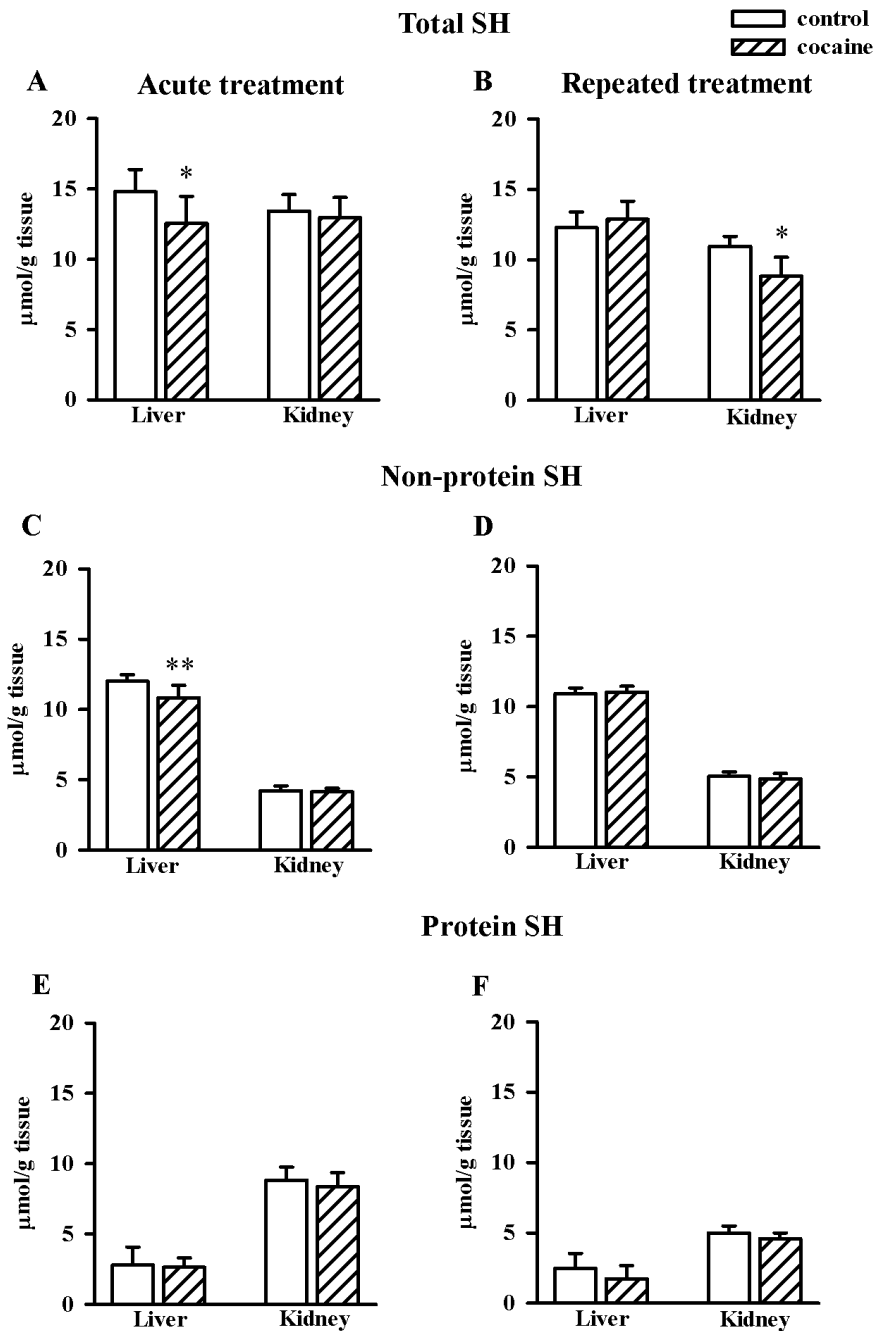 Total SH
control
cocaine
A
Acute treatment
B
Repeated treatment
20
15
10
5
0
µmol/g tissue
*
Liver
Kidney
20
15
10
5
0
µmol/g tissue
*
Liver
Kidney
Non-protein SH
C
D
20
15
10
5
0
µmol/g tissue
**
Liver
Kidney
20
15
10
5
0
µmol/g tissue
Liver
Kidney
Protein SH
E
F
20
15
10
5
0
µmol/g tissue
Liver
Kidney
20
15
10
5
0
µmol/g tissue
Liver
Kidney